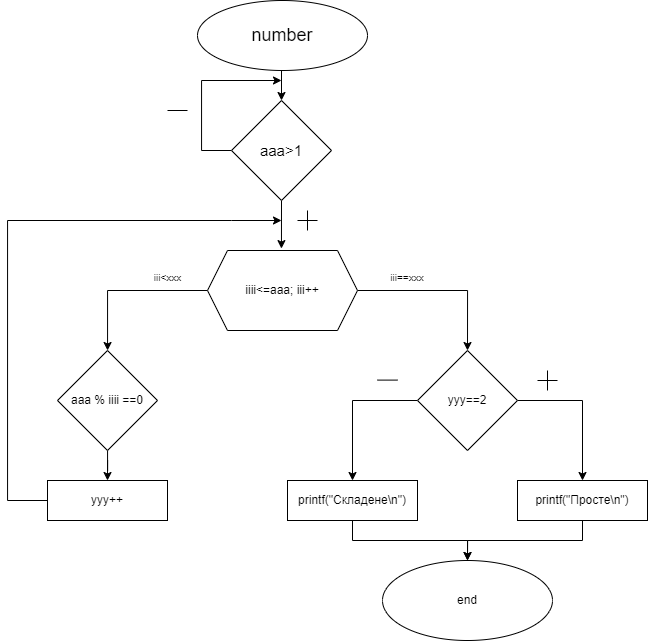 number
—
aaa>1
+
iii<xxx
iiii<=aaa; iii++
iii==xxx
aaa % iiii ==0
—
yyy==2
+
yyy++
printf("Складене\n")
printf("Просте\n")
end